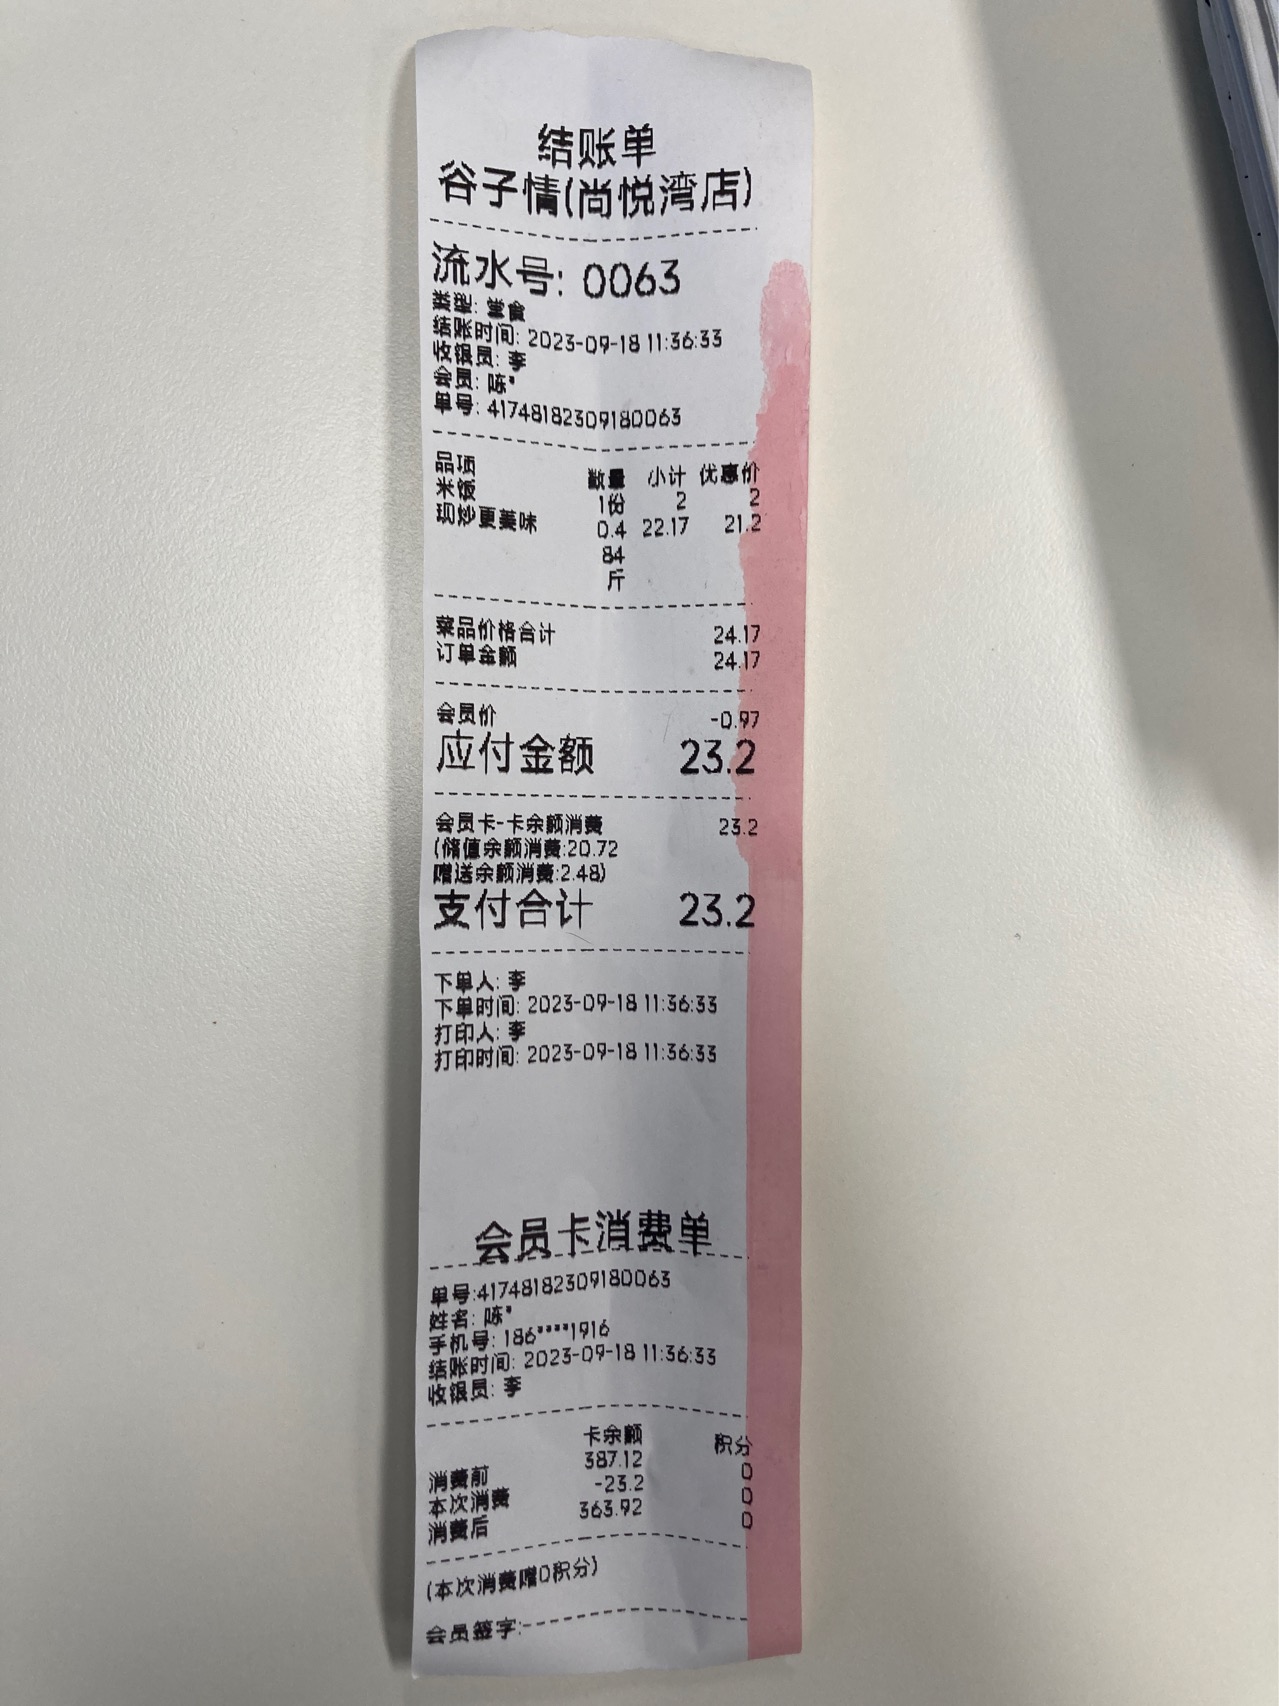 结账单
谷子情(尚悦湾店)
流水号: 0063
类型: 堂食
结账时间: 2023-09-18 11:36:33
收银员: 李
会员: 陈*
单号: 41748182309180063
品项 数量 小计 优惠价
米饭 1份 2 2
现炒更美味 0.4 22.17 21.2
84
斤
菜品价格合计 24.17
订单金额 24.17
会员价 -0.97
应付金额 23.2
会员卡-卡余额消费 23.2
(储值余额消费:20.72
赠送余额消费:2.48)
支付合计 23.2
下单人: 李
下单时间: 2023-09-18 11:36:33
打印人: 李
打印时间: 2023-09-18 11:36:33
会员卡消费单
单号:41748182309180063
姓名: 陈*
手机号: 186****1916
结账时间: 2023-09-18 11:36:33
收银员: 李
卡余额 积分
消费前 387.12 0
本次消费 -23.2 0
消费后 363.92 0
(本次消费赠0积分)
会员签字: